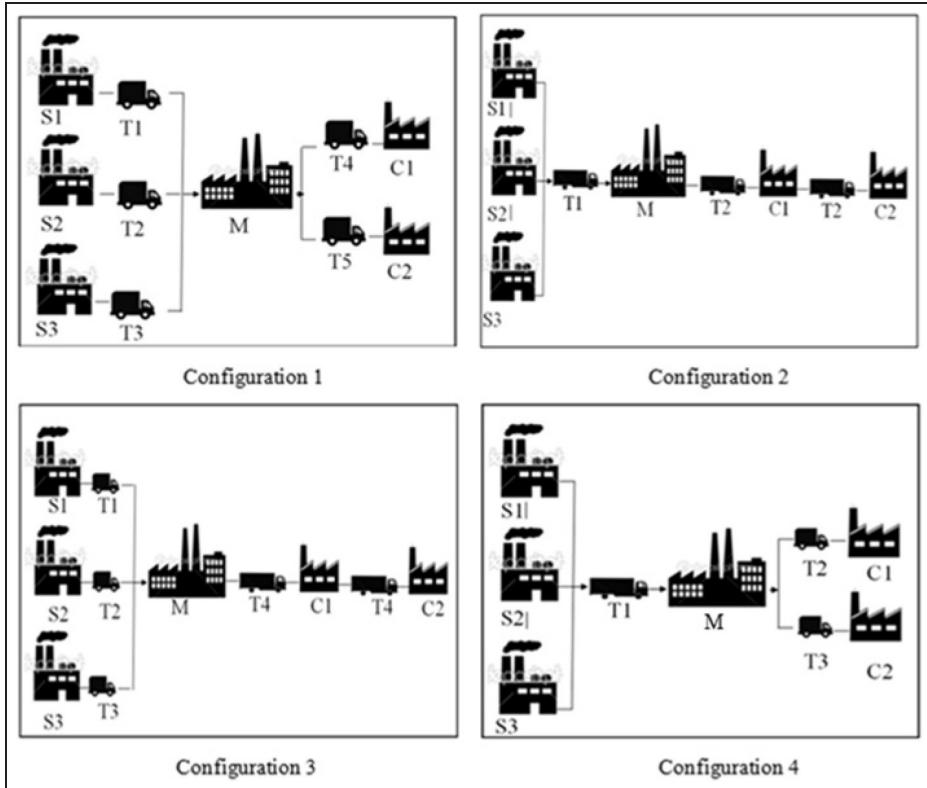 S1 T1
S2 T2
S3 T3
M
T4 C1
T5 C2
Configuration 1
S1|
S2|
S3
T1 M T2 C1 T2 C2
Configuration 2
S1 T1
S2 T2
S3 T3
M T4 C1 T4 C2
Configuration 3
S1|
S2|
S3
T1 M
T2 C1
T3 C2
Configuration 4